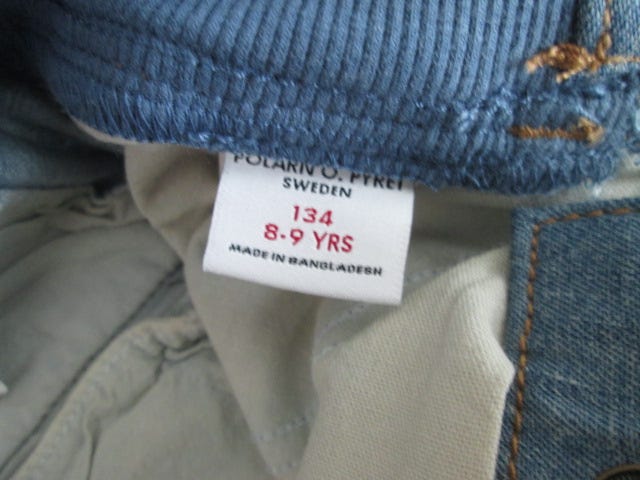 POLARN O. PYRET
SWEDEN
134
8-9 YRS
MADE IN BANGLADESH